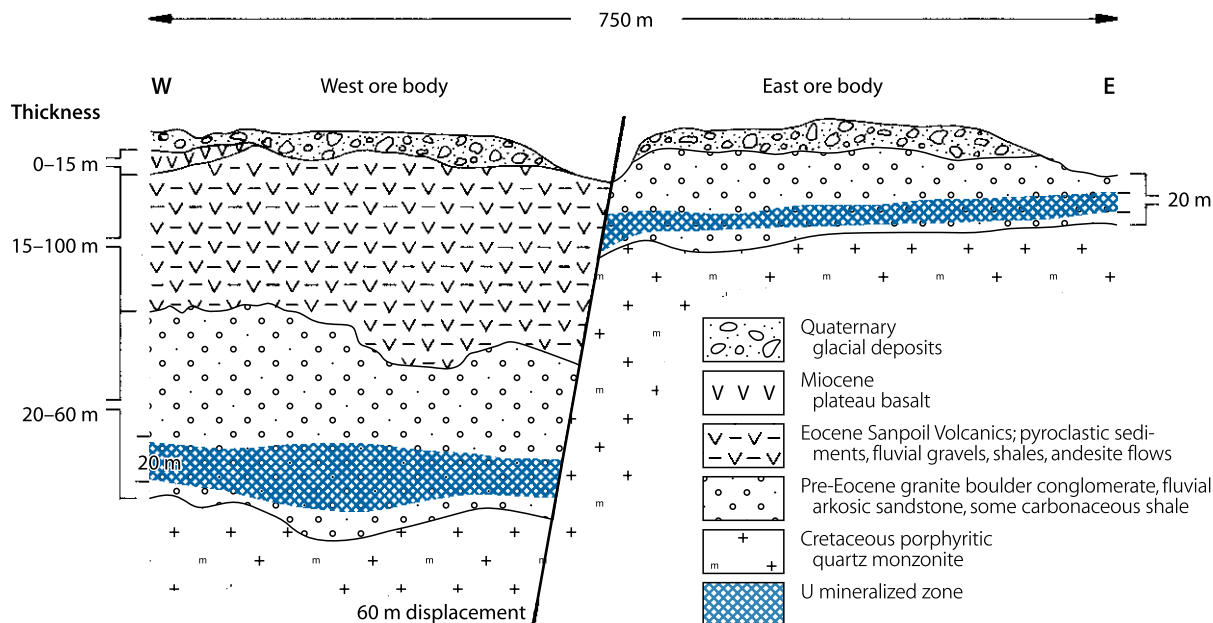 750 m
W
West ore body
East ore body
E
Thickness
0–15 m
15–100 m
20–60 m
20 m
20 m
60 m displacement
Quaternary
glacial deposits
Miocene
plateau basalt
Eocene Sanpoil Volcanics; pyroclastic sedi-
ments, fluvial gravels, shales, andesite flows
Pre-Eocene granite boulder conglomerate, fluvial
arkosic sandstone, some carbonaceous shale
Cretaceous porphyritic
quartz monzonite
U mineralized zone